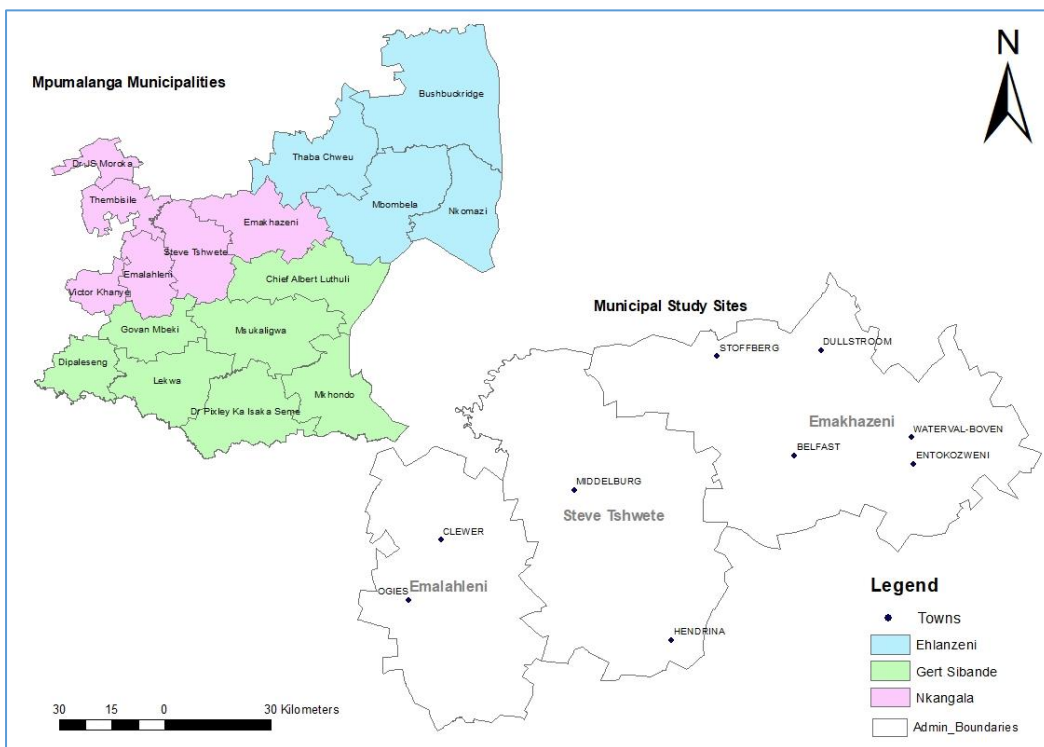 N
Mpumalanga Municipalities
Bushbuckridge
Thaba Chweu
Dr JS Moroka
Thembisile
Mbombela
Nkomazi
Emakhazeni
Steve Tshwete
Emalahleni
Victor Khanye
Chief Albert Luthuli
Govan Mbeki
Msukaligwa
Dipaleseng
Lekwa
Mkhondo
Dr Pixley Ka Isaka Seme
Municipal Study Sites
STOFFBERG
DULLSTROOM
Emakhazeni
WATERVAL-BOVEN
BELFAST
ENTOKOZWENI
MIDDELBURG
Steve Tshwete
CLEWER
OGIES
Emalahleni
HENDRINA
Legend
Towns
Ehlanzeni
Gert Sibande
Nkangala
Admin_Boundaries
30 15 0 30 Kilometers